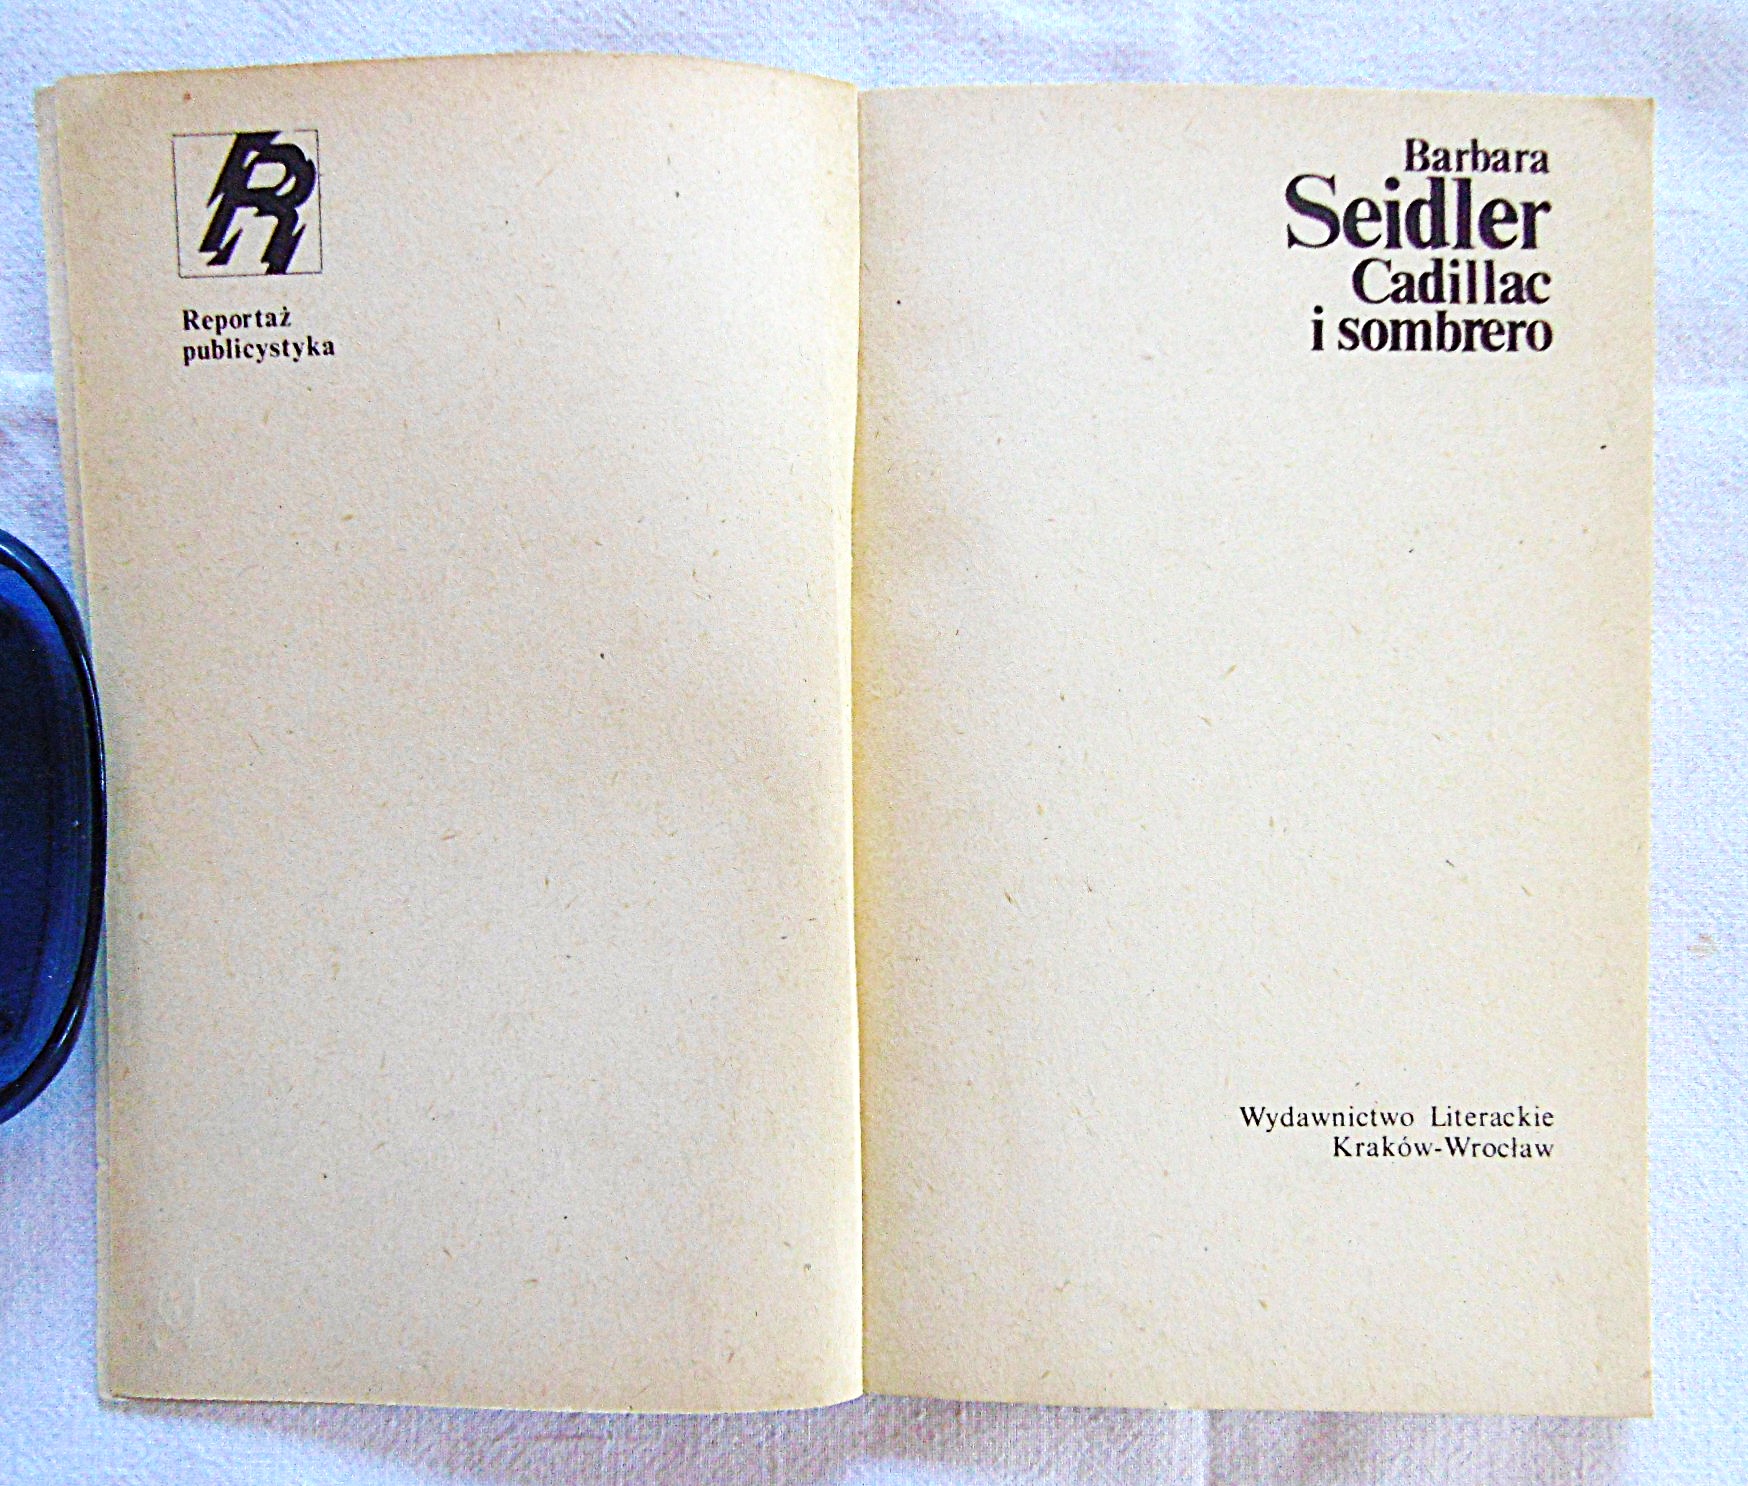 R
Reportaż
publicystyka
Barbara
Seidler
Cadillac
i sombrero
Wydawnictwo Literackie
Kraków-Wrocław